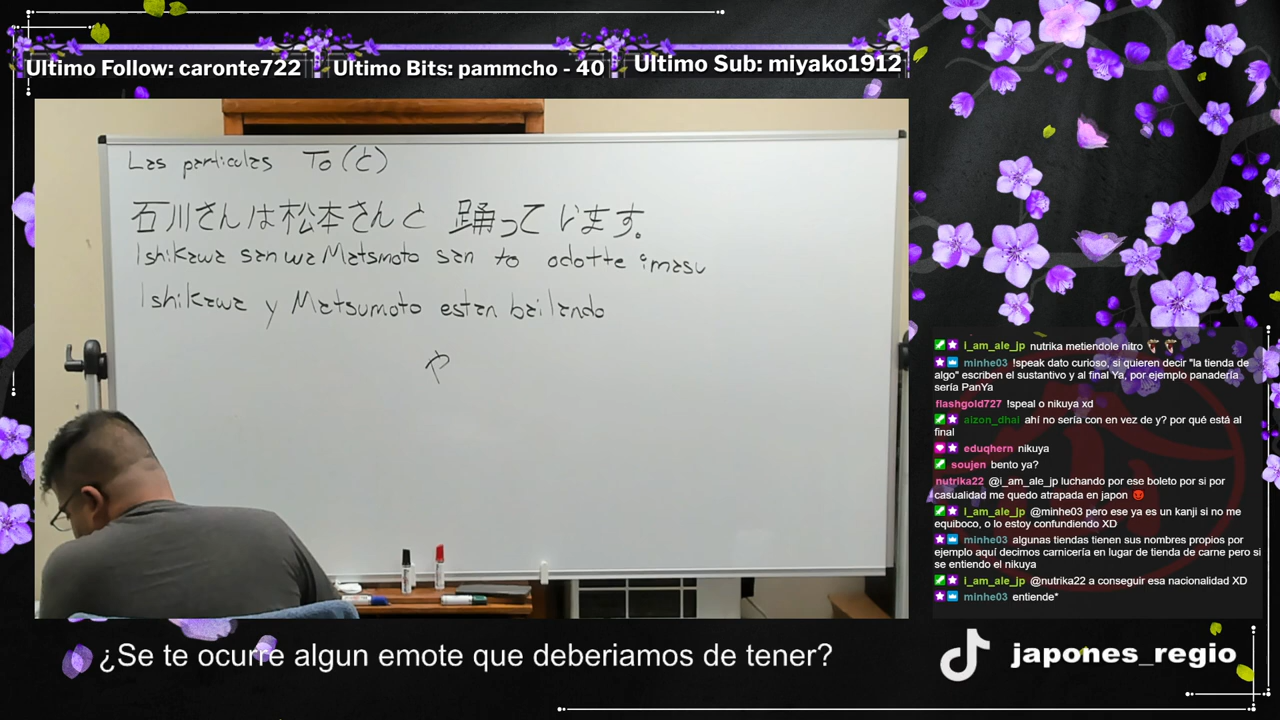 Ultimo Follow: caronte722
Ultimo Bits: pammcho - 40
Ultimo Sub: miyako1912
Las particulas To (と)
石川さんは松本さんと 踊っています。
Ishikawa san wa Matsmoto san to odotte imasu
Ishikawa y Matsumoto estan bailando
や
i_am_ale_jp nutrika metiendole nitro
minhe03 !speak dato curioso, si quieren decir "la tienda de
algo" escriben el sustantivo y al final Ya, por ejemplo panadería
sería PanYa
flashgold727 !speal o nikuya xd
aizon_dhal ahí no sería con en vez de y? por qué está al
final
eduqhern nikuya
soujen bento ya?
nutrika22 @i_am_ale_jp luchando por ese boleto por si por
casualidad me quedo atrapada en japon
i_am_ale_jp @minhe03 pero ese ya es un kanji si no me
equiboco, o lo estoy confundiendo XD
minhe03 algunas tiendas tienen sus nombres propios por
ejemplo aquí decimos carnicería en lugar de tienda de carne pero si
se entiendo el nikuya
i_am_ale_jp @nutrika22 a conseguir esa nacionalidad XD
minhe03 entiende*
¿Se te ocurre algun emote que deberiamos de tener?
japones_regio